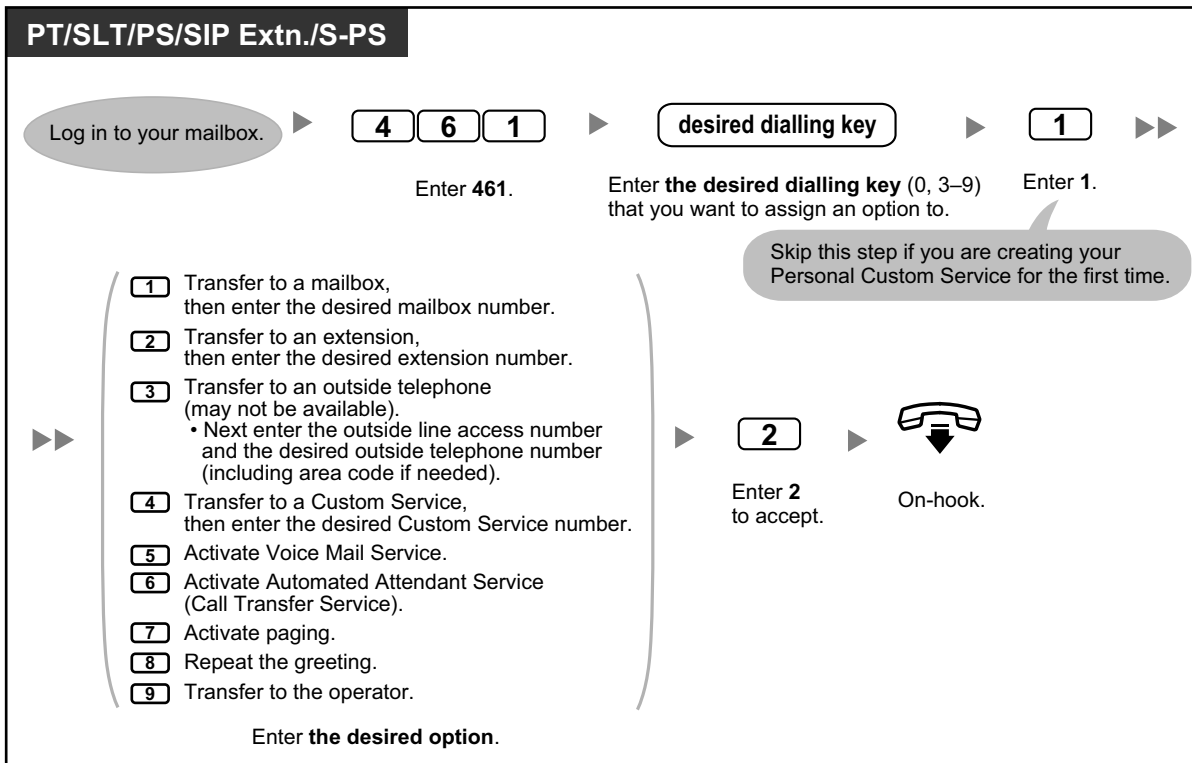 PT/SLT/PS/SIP Extn./S-PS
Log in to your mailbox.
4 6 1
desired dialling key
1
Enter 461.
Enter the desired dialling key (0, 3–9)
that you want to assign an option to.
Enter 1.
Skip this step if you are creating your
Personal Custom Service for the first time.
1 Transfer to a mailbox,
then enter the desired mailbox number.
2 Transfer to an extension,
then enter the desired extension number.
3 Transfer to an outside telephone
(may not be available).
• Next enter the outside line access number
and the desired outside telephone number
(including area code if needed).
4 Transfer to a Custom Service,
then enter the desired Custom Service number.
5 Activate Voice Mail Service.
6 Activate Automated Attendant Service
(Call Transfer Service).
7 Activate paging.
8 Repeat the greeting.
9 Transfer to the operator.
Enter the desired option.
2
Enter 2
to accept.
On-hook.